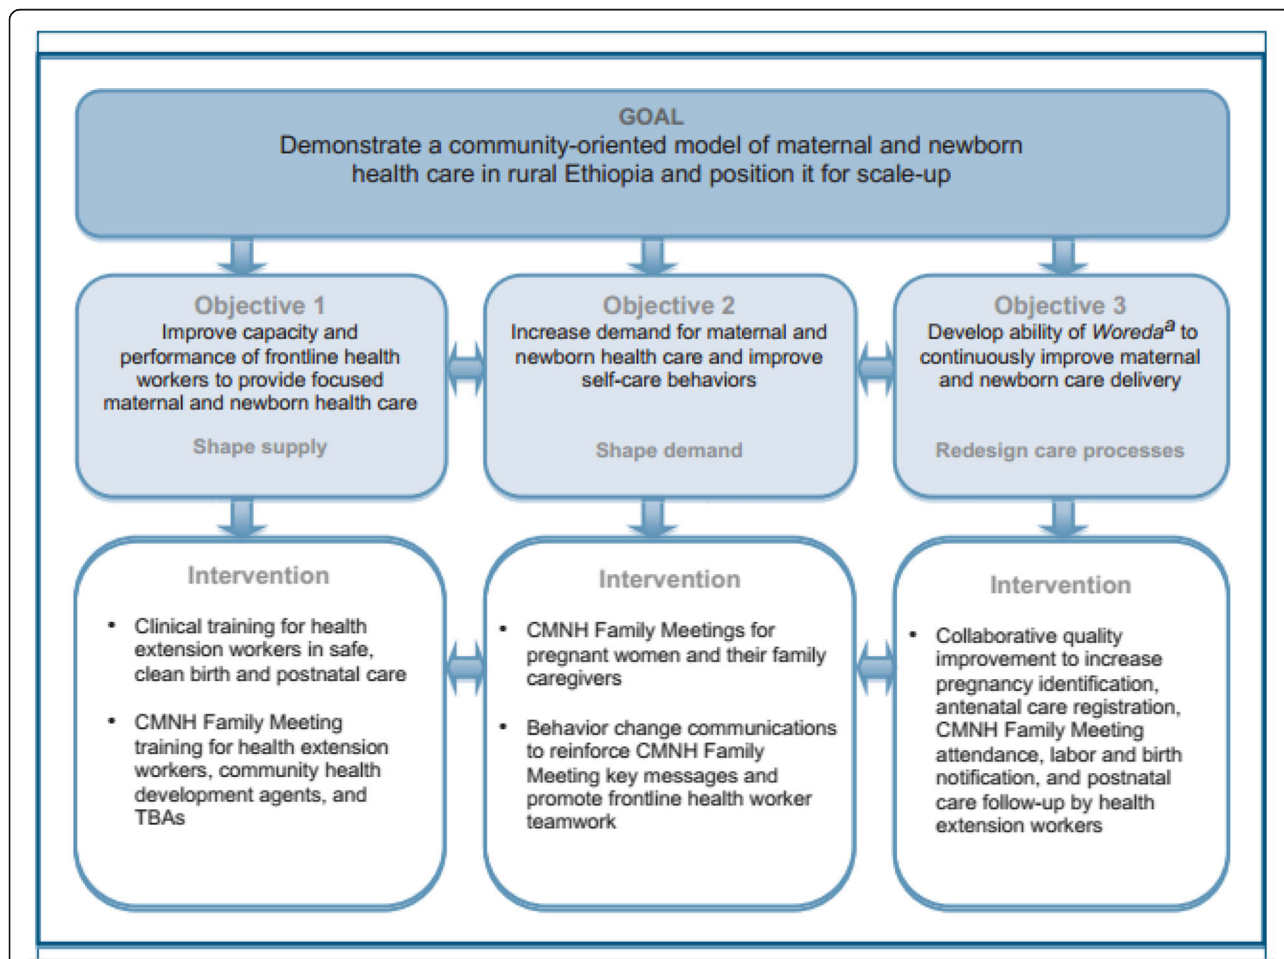 GOAL
Demonstrate a community-oriented model of maternal and newborn
health care in rural Ethiopia and position it for scale-up
Objective 1
Improve capacity and
performance of frontline health
workers to provide focused
maternal and newborn health care
Shape supply
Objective 2
Increase demand for maternal and
newborn health care and improve
self-care behaviors
Shape demand
Objective 3
Develop ability of Woredaᵃ to
continuously improve maternal
and newborn care delivery
Redesign care processes
Intervention
• Clinical training for health
extension workers in safe,
clean birth and postnatal care
• CMNH Family Meeting
training for health extension
workers, community health
development agents, and
TBAs
Intervention
• CMNH Family Meetings for
pregnant women and their family
caregivers
• Behavior change communications
to reinforce CMNH Family
Meeting key messages and
promote frontline health worker
teamwork
Intervention
• Collaborative quality
improvement to increase
pregnancy identification,
antenatal care registration,
CMNH Family Meeting
attendance, labor and birth
notification, and postnatal
care follow-up by health
extension workers